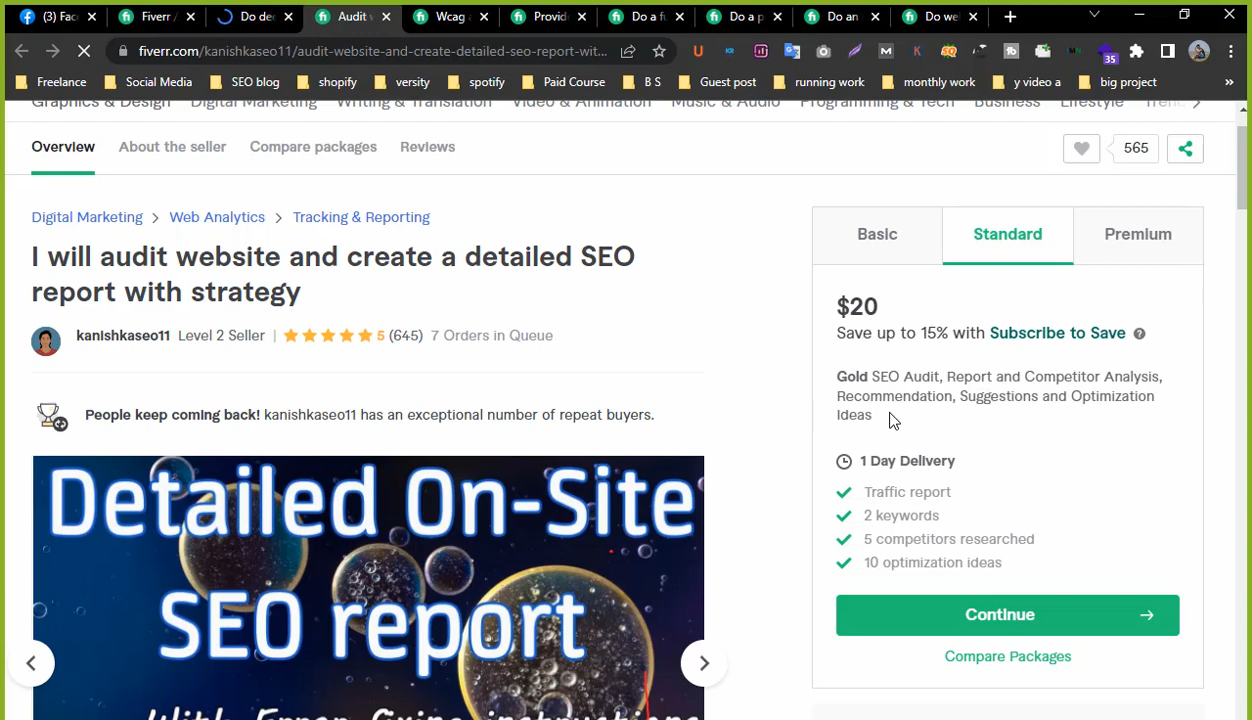 (3) Fac
Fiverr /
Do dee
Audit w
Wcag
Provid
Do a fu
Do a p
Do an
Do wel
fiverr.com/kanishkaseo11/audit-website-and-create-detailed-seo-report-wit...
35
Freelance
Social Media
SEO blog
shopify
versity
spotify
Paid Course
B S
Guest post
running work
monthly work
y video a
big project
»
Graphics & Design
Digital Marketing
Writing & Translation
Video & Animation
Music & Audio
Programming & Tech
Business
Lifestyle
Overview
About the seller
Compare packages
Reviews
565
Digital Marketing > Web Analytics > Tracking & Reporting
I will audit website and create a detailed SEO
report with strategy
kanishkaseo11 Level 2 Seller | 5 (645) 7 Orders in Queue
People keep coming back! kanishkaseo11 has an exceptional number of repeat buyers.
Detailed On-Site
SEO report
With Error fixing instructions
Basic
Standard
Premium
$20
Save up to 15% with Subscribe to Save
Gold SEO Audit, Report and Competitor Analysis,
Recommendation, Suggestions and Optimization
Ideas
1 Day Delivery
Traffic report
2 keywords
5 competitors researched
10 optimization ideas
Continue →
Compare Packages